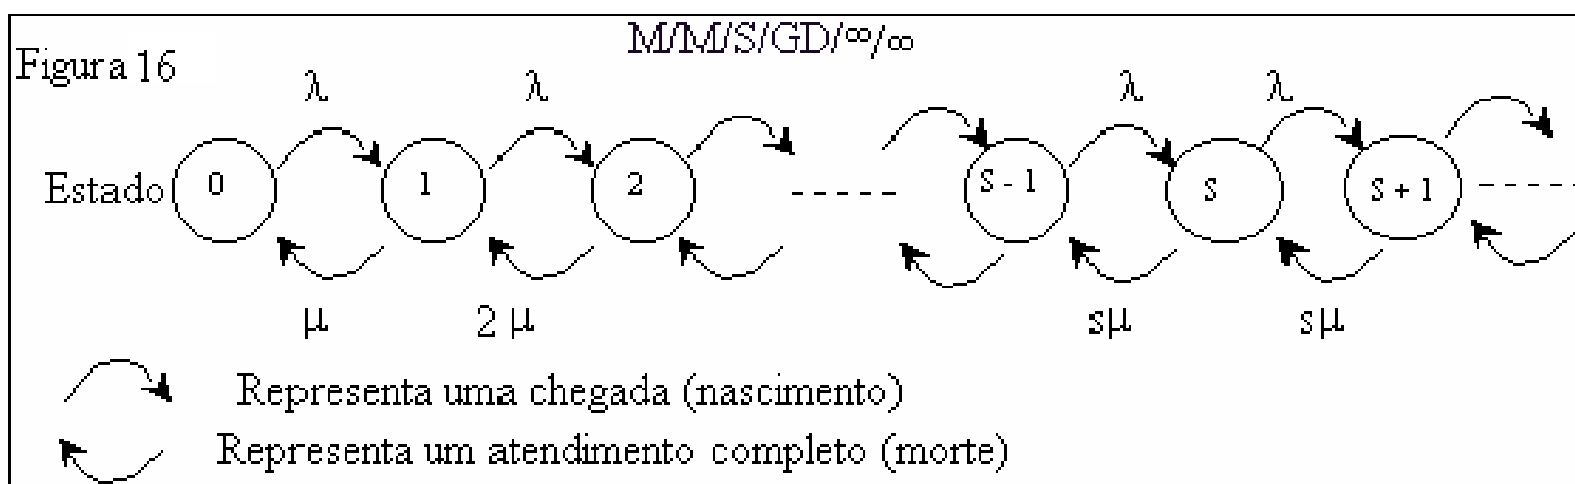 M/M/S/GD/∞/∞
Figura 16
λ λ λ λ
Estado 0 1 2 S - 1 S S + 1
μ 2 μ sμ sμ
Representa uma chegada (nascimento)
Representa um atendimento completo (morte)